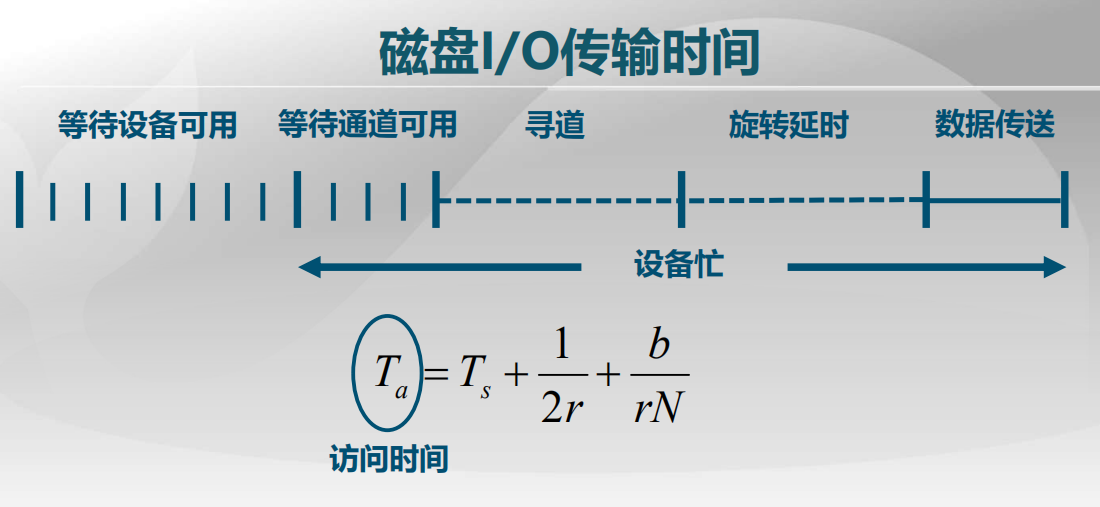 磁盘I/O传输时间
等待设备可用 等待通道可用 寻道 旋转延时 数据传送
设备忙
Ta = Ts + 1/2r + b/rN
访问时间